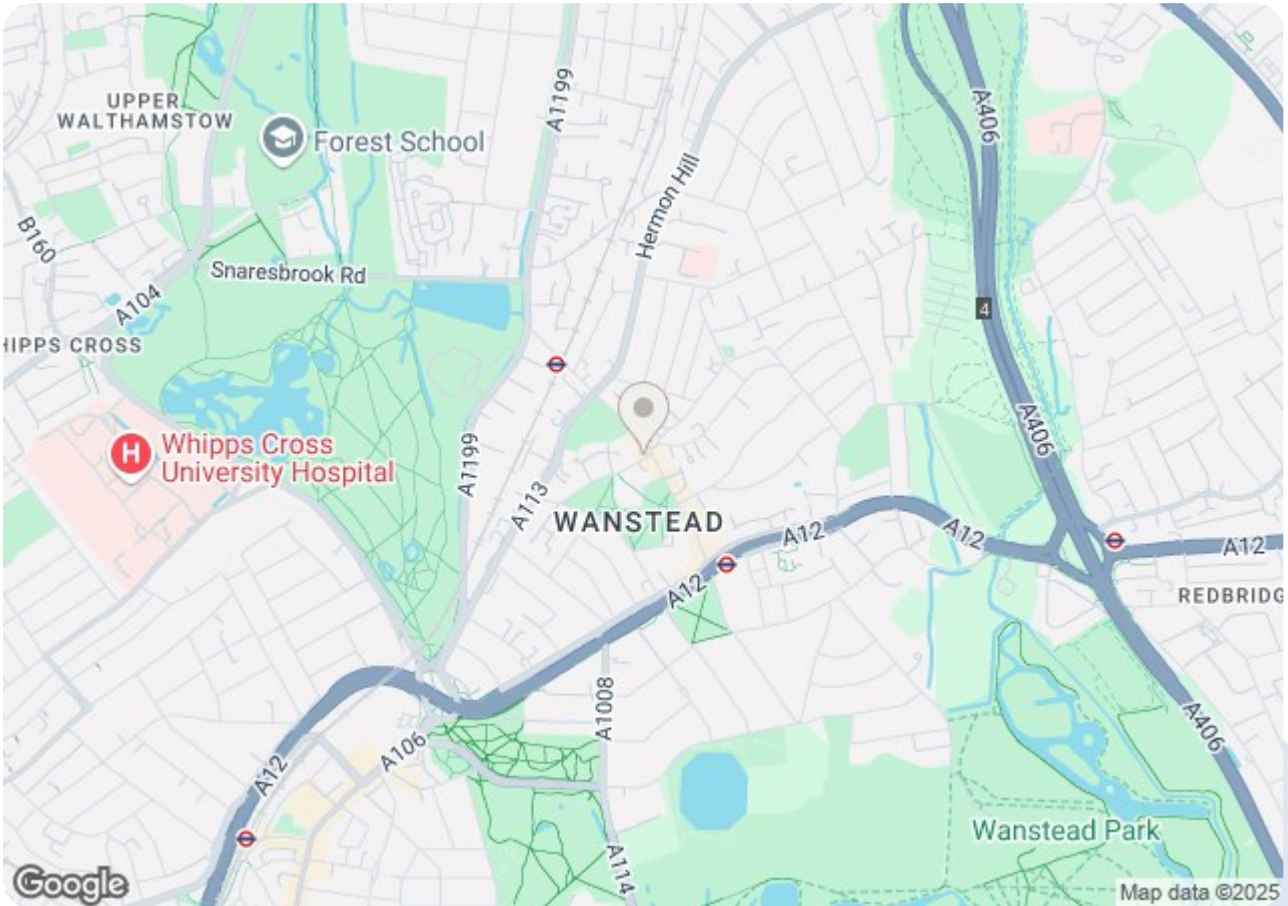 A1199
A406
UPPER
WALTHAMSTOW
Forest School
Hermon Hill
B160
Snaresbrook Rd
A104
4
HIPPS CROSS
A406
Whipps Cross
University Hospital
A1199
A113
WANSTEAD
A12
A12
A12
A12
REDBRIDG
A1008
A406
A106
A12
Wanstead Park
A114
Google
Map data ©2025